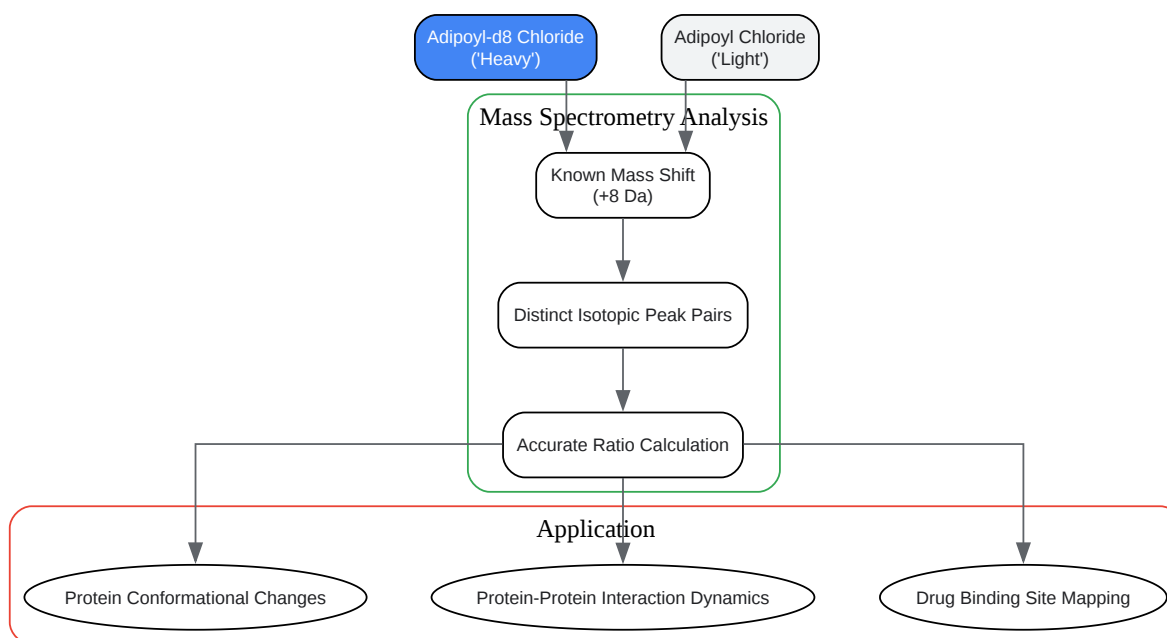 Adipoyl-d8 Chloride
('Heavy')
Adipoyl Chloride
('Light')
Mass Spectrometry Analysis
Known Mass Shift
(+8 Da)
Distinct Isotopic Peak Pairs
Accurate Ratio Calculation
Application
Protein Conformational Changes
Protein-Protein Interaction Dynamics
Drug Binding Site Mapping